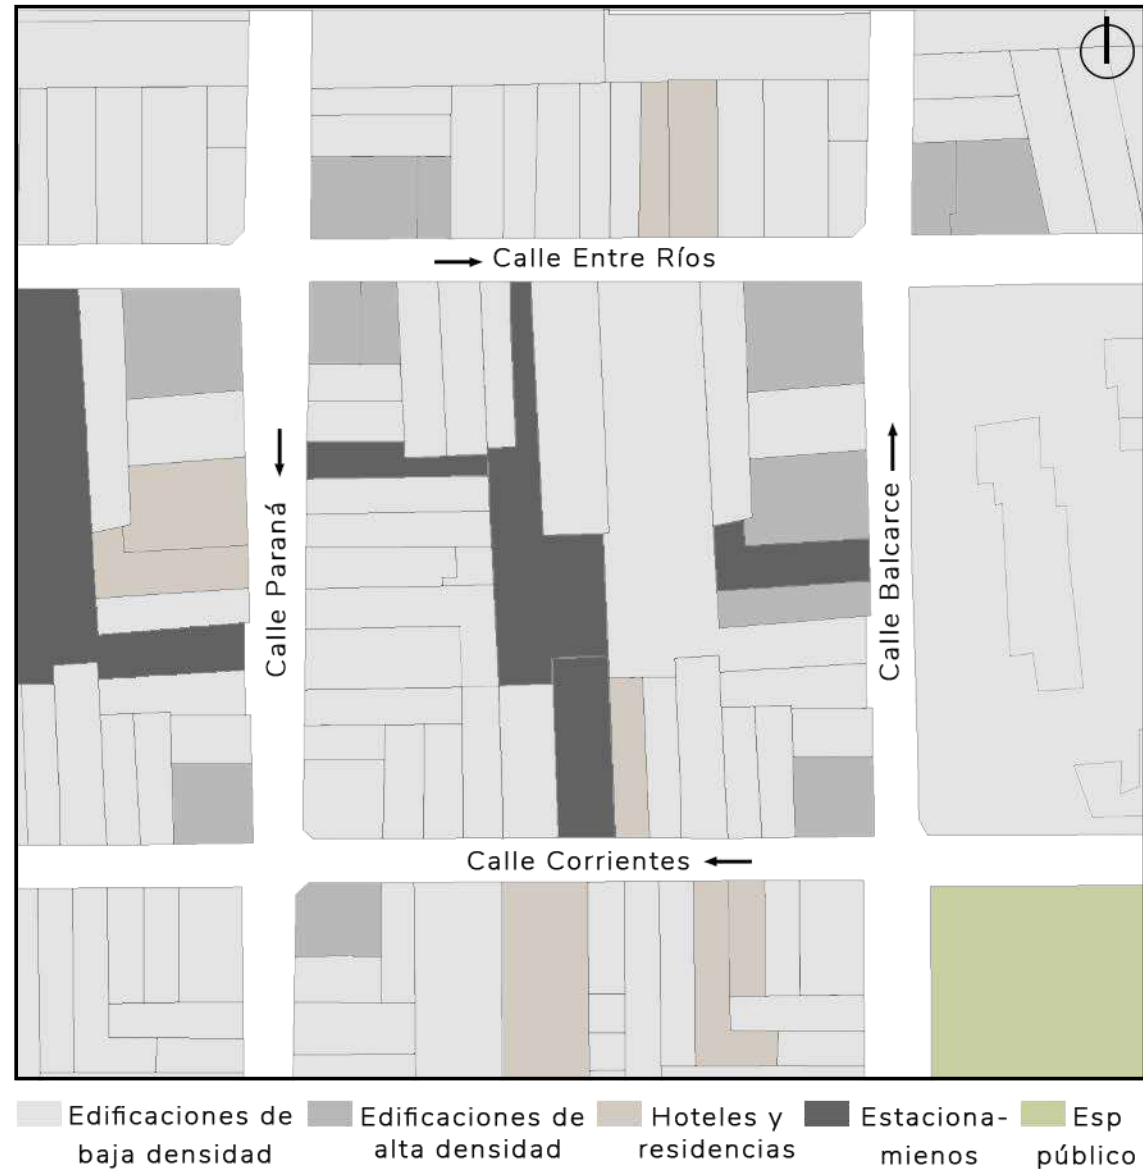 Calle Entre Ríos
Calle Paraná
Calle Balcarce
Calle Corrientes
Edificaciones de
baja densidad
Edificaciones de
alta densidad
Hoteles y
residencias
Estaciona-
mienos
Esp
público